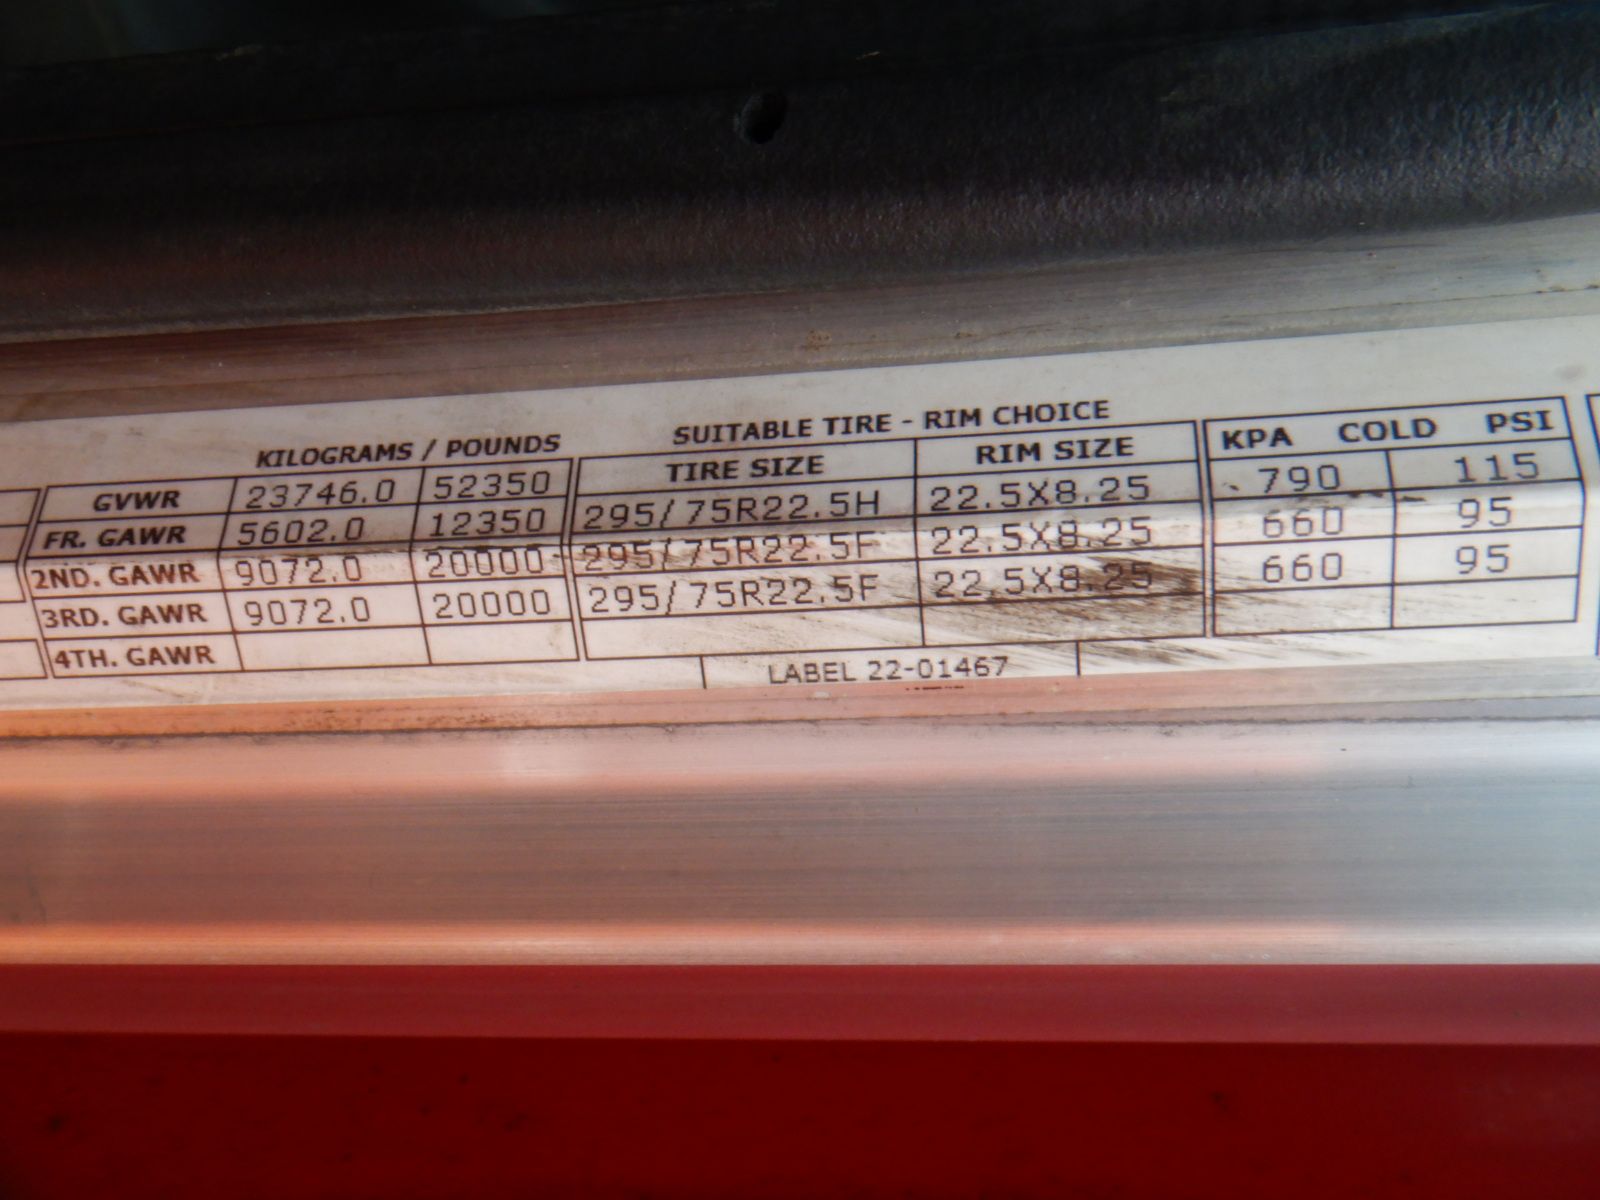 KILOGRAMS / POUNDS SUITABLE TIRE - RIM CHOICE
TIRE SIZE RIM SIZE KPA COLD PSI
GVWR 23746.0 52350
FR. GAWR 5602.0 12350 295/75R22.5H 22.5X8.25 790 115
2ND. GAWR 9072.0 20000 295/75R22.5F 22.5X8.25 660 95
3RD. GAWR 9072.0 20000 295/75R22.5F 22.5X8.25 660 95
4TH. GAWR
LABEL 22-01467